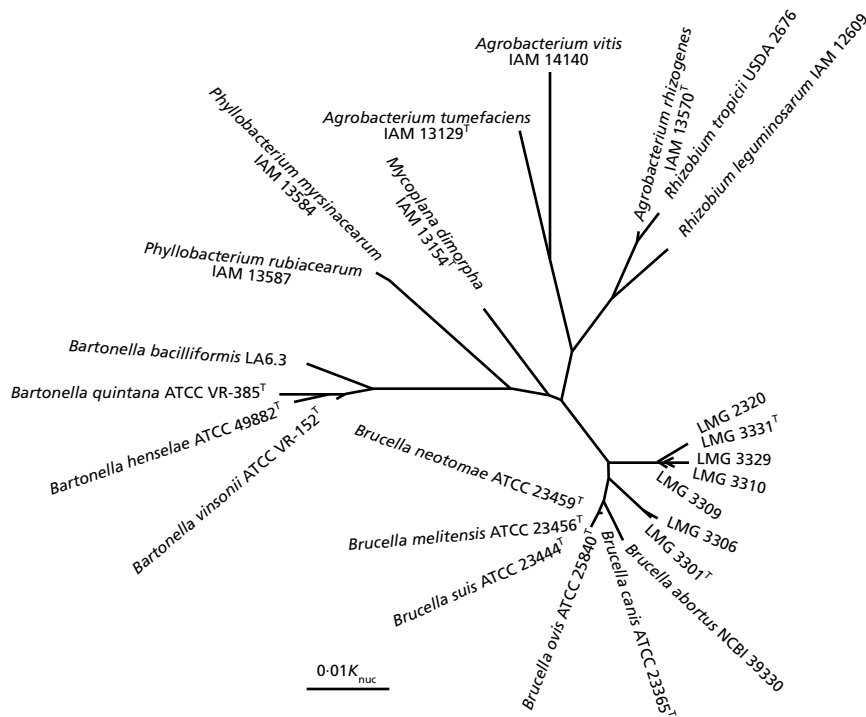 Agrobacterium vitis
IAM 14140
Agrobacterium tumefaciens
IAM 13129ᵀ
Agrobacterium rhizogenes
IAM 13570ᵀ
Rhizobium tropicii USDA 2676
Rhizobium leguminosarum IAM 12609
Phyllobacterium myrsinacearum
IAM 13584
Mycoplana dimorpha
IAM 13154ᵀ
Phyllobacterium rubiacearum
IAM 13587
Bartonella bacilliformis LA6.3
Bartonella quintana ATCC VR-385ᵀ
Bartonella henselae ATCC 49882ᵀ
Bartonella vinsonii ATCC VR-152ᵀ
LMG 2320
LMG 3331ᵀ
LMG 3329
LMG 3310
LMG 3309
LMG 3306
LMG 3301ᵀ
Brucella neotomae ATCC 23459ᵀ
Brucella melitensis ATCC 23456ᵀ
Brucella suis ATCC 23444ᵀ
Brucella ovis ATCC 25840ᵀ
Brucella canis ATCC 23365ᵀ
Brucella abortus NCBI 39330
0·01Knuc